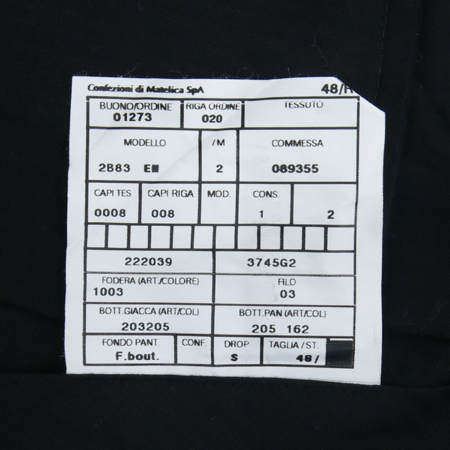 Confezioni di Matelica SpA 48/
BUONO/ORDINE RIGA ORDINE TESSUTO
01273 020
MODELLO /M COMMESSA
2B83 2 089355
CAPI TES CAPI RIGA MOD. CONS.
0008 008 1 2
222039 3745G2
FODERA (ART/COLORE) FILO
1003 03
BOTT.GIACCA (ART/COL) BOTT.PAN (ART/COL)
203205 205 162
FONDO PANT. CONF. DROP TAGLIA / ST.
F.bout. S 48/